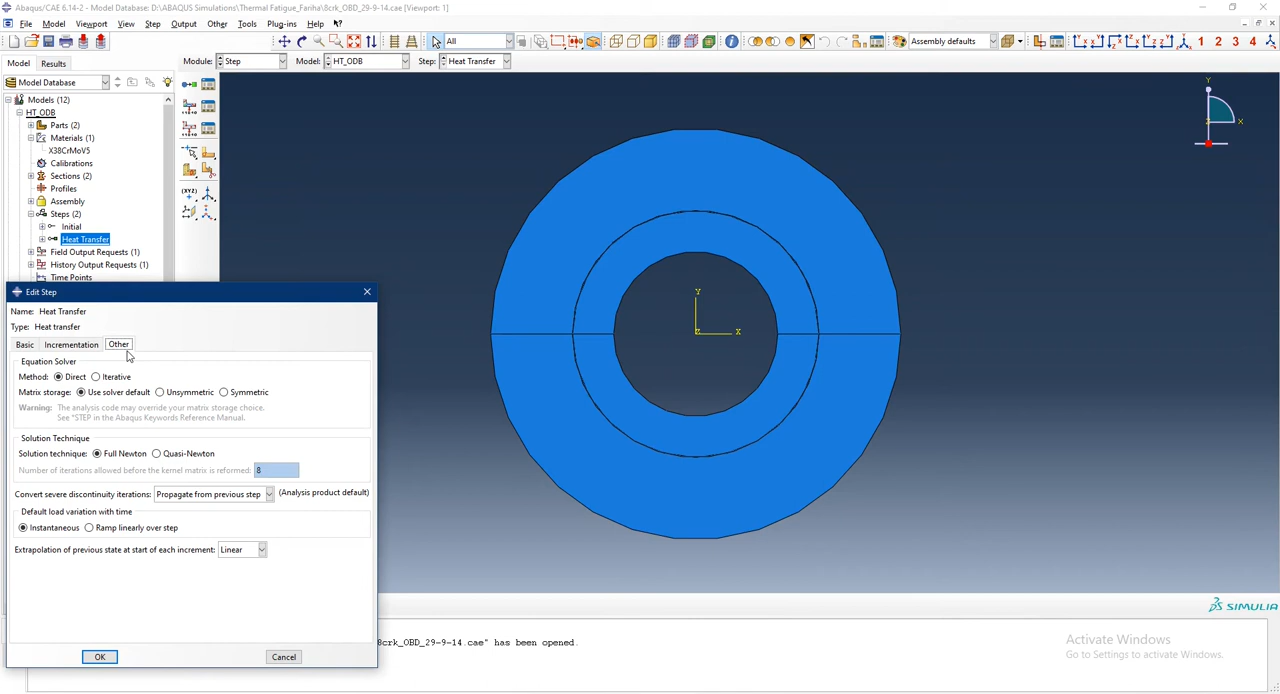 Abaqus/CAE 6.14-2 - Model Database: D:\ABAQUS Simulations\Thermal Fatigue_Fariha\8crk_OBD_29-9-14.cae [Viewport: 1]
File Model Viewport View Step Output Other Tools Plug-ins Help
All
Assembly defaults
1 2 3 4
Model Results
Module: Step Model: HT_ODB Step: Heat Transfer
Model Database
Models (12)
HT_ODB
Parts (2)
Materials (1)
X38CrMoV5
Calibrations
Sections (2)
Profiles
Assembly
Steps (2)
Initial
Heat Transfer
Field Output Requests (1)
History Output Requests (1)
Time Points
(XYZ)
Y
X
Y
X
Edit Step
Name: Heat Transfer
Type: Heat transfer
Basic Incrementation Other
Equation Solver
Method: Direct Iterative
Matrix storage: Use solver default Unsymmetric Symmetric
Warning: The analysis code may override your matrix storage choice.
See *STEP in the Abaqus Keywords Reference Manual.
Solution Technique
Solution technique: Full Newton Quasi-Newton
Number of iterations allowed before the kernel matrix is reformed: 8
Convert severe discontinuity iterations: Propagate from previous step (Analysis product default)
Default load variation with time
Instantaneous Ramp linearly over step
Extrapolation of previous state at start of each increment: Linear
OK Cancel
SIMULIA
8crk_OBD_29-9-14.cae" has been opened.
Activate Windows
Go to Settings to activate Windows.